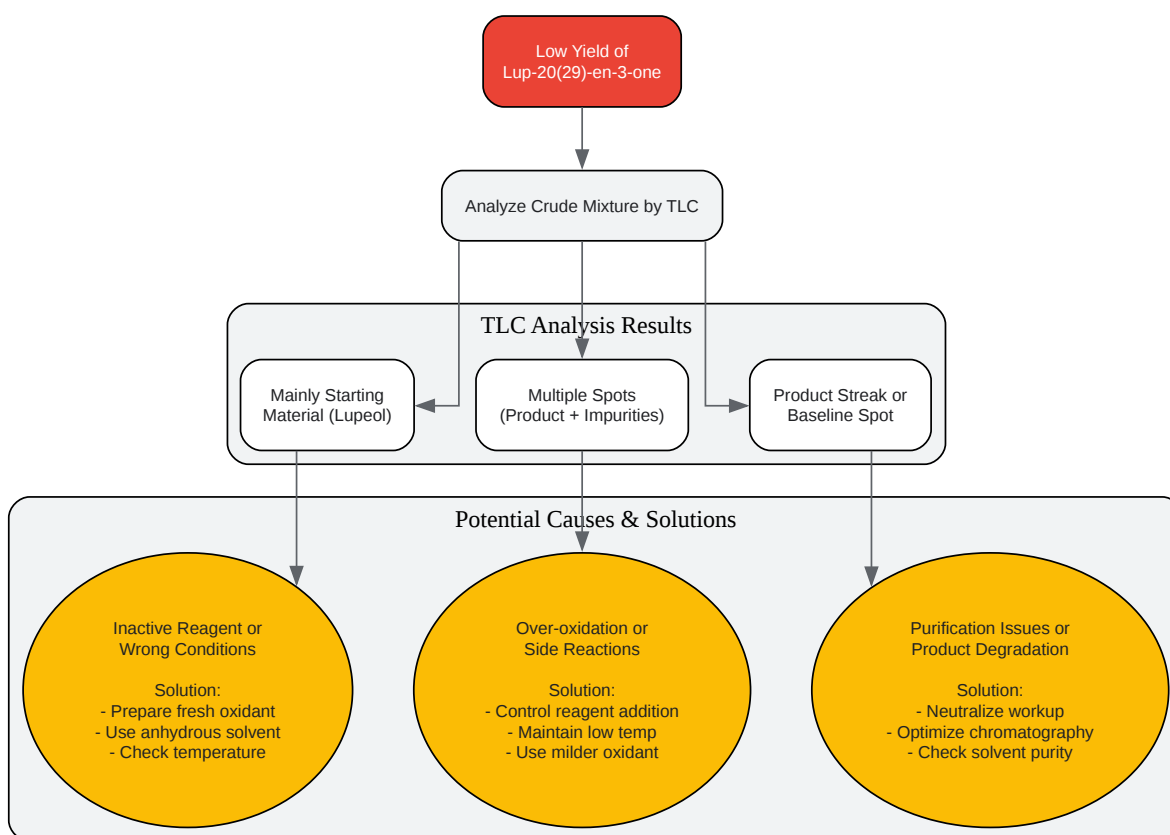 Low Yield of
Lup-20(29)-en-3-one
Analyze Crude Mixture by TLC
TLC Analysis Results
Mainly Starting
Material (Lupeol)
Multiple Spots
(Product + Impurities)
Product Streak or
Baseline Spot
Potential Causes & Solutions
Inactive Reagent or
Wrong Conditions
Solution:
- Prepare fresh oxidant
- Use anhydrous solvent
- Check temperature
Over-oxidation or
Side Reactions
Solution:
- Control reagent addition
- Maintain low temp
- Use milder oxidant
Purification Issues or
Product Degradation
Solution:
- Neutralize workup
- Optimize chromatography
- Check solvent purity